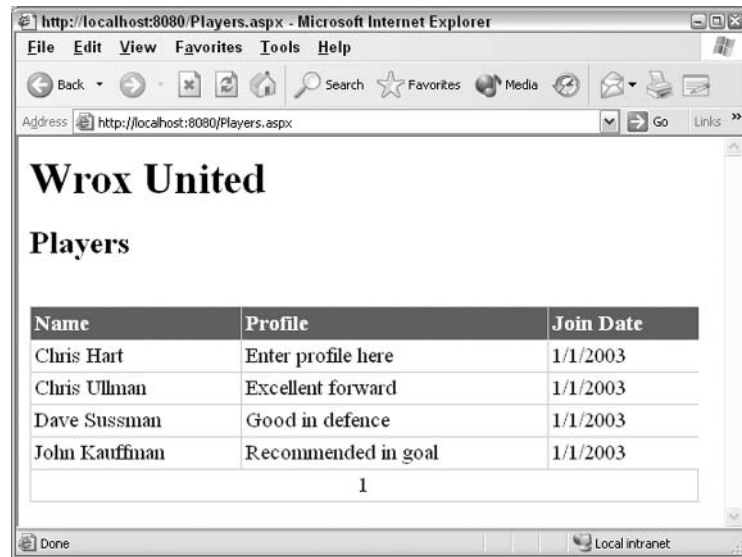 http://localhost:8080/Players.aspx - Microsoft Internet Explorer
File Edit View Favorites Tools Help
Back Search Favorites Media
Address http://localhost:8080/Players.aspx Go Links »
Wrox United
Players
Name Profile Join Date
Chris Hart Enter profile here 1/1/2003
Chris Ullman Excellent forward 1/1/2003
Dave Sussman Good in defence 1/1/2003
John Kauffman Recommended in goal 1/1/2003
1
Done Local intranet